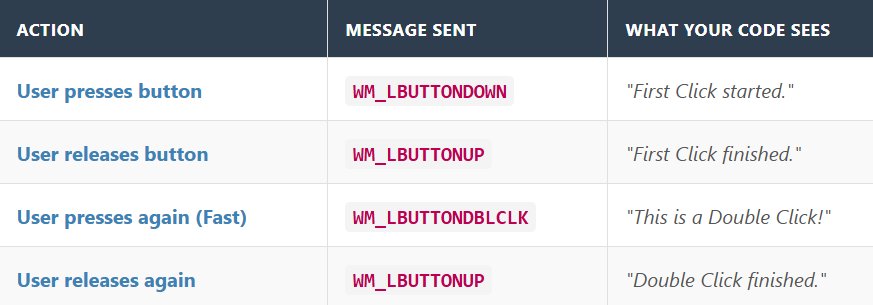 ACTION MESSAGE SENT WHAT YOUR CODE SEES
User presses button WM_LBUTTONDOWN "First Click started."
User releases button WM_LBUTTONUP "First Click finished."
User presses again (Fast) WM_LBUTTONDBLCLK "This is a Double Click!"
User releases again WM_LBUTTONUP "Double Click finished."